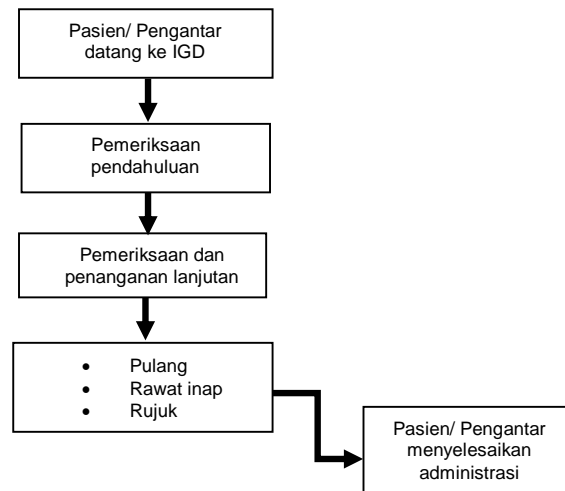 Pasien/ Pengantar
datang ke IGD
Pemeriksaan
pendahuluan
Pemeriksaan dan
penanganan lanjutan
• Pulang
• Rawat inap
• Rujuk
Pasien/ Pengantar
menyelesaikan
administrasi